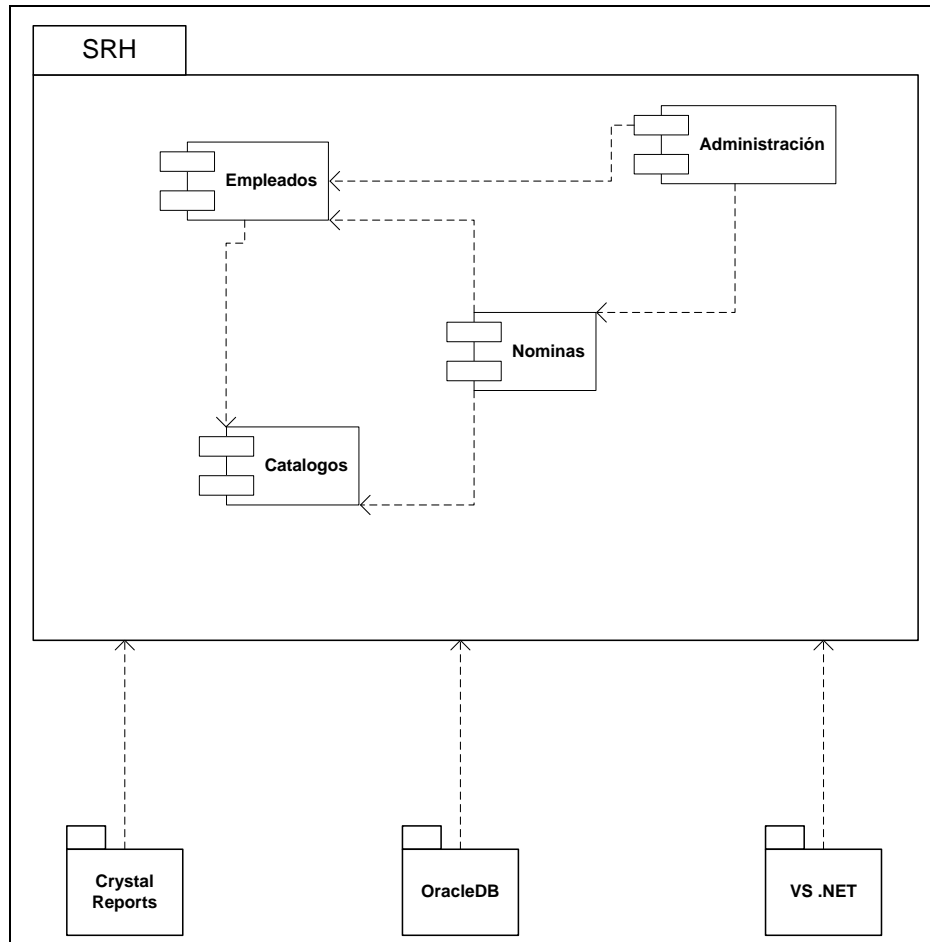 SRH
Administración
Empleados
Nominas
Catalogos
Crystal
Reports
OracleDB
VS .NET